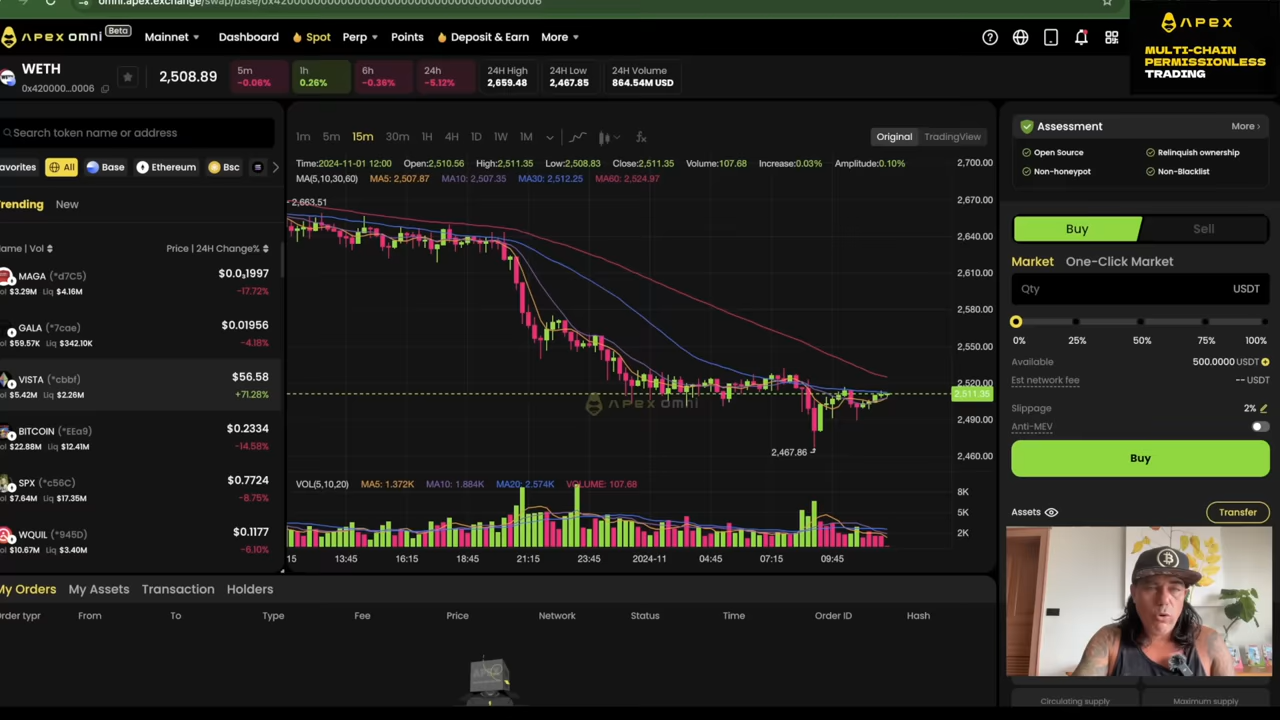 omni.apex.exchange/swap/base/0x4200000000000000000000000000000000000006
APEX omni Beta
Mainnet
Dashboard
Spot
Perp
Points
Deposit & Earn
More
APEX
MULTI-CHAIN
PERMISSIONLESS
TRADING
WETH
0x420000...0006
2,508.89
5m
-0.06%
1h
0.26%
6h
-0.36%
24h
-5.12%
24H High
2,659.48
24H Low
2,467.85
24H Volume
864.54M USD
Search token name or address
avorites
All
Base
Ethereum
Bsc
Trending
New
ame | Vol
Price | 24H Change%
MAGA (*d7C5)
$0.0₃1997
ol $3.29M Liq $4.16M
-17.72%
GALA (*7cae)
$0.01956
ol $59.57K Liq $342.10K
-4.18%
VISTA (*cbbf)
$56.58
ol $5.42M Liq $2.26M
+71.28%
BITCOIN (*EEa9)
$0.2334
ol $22.88M Liq $12.41M
-14.58%
SPX (*c56C)
$0.7724
ol $7.64M Liq $17.35M
-8.75%
WQUIL (*945D)
$0.1177
ol $10.67M Liq $3.40M
-6.10%
1m 5m 15m 30m 1H 4H 1D 1W 1M
Original
TradingView
Time:2024-11-01 12:00 Open:2,510.56 High:2,511.35 Low:2,508.83 Close:2,511.35 Volume:107.68 Increase:0.03% Amplitude:0.10%
MA(5,10,30,60) MA5: 2,507.87 MA10: 2,507.35 MA30: 2,512.25 MA60: 2,524.97
2,663.51
2,700.00
2,670.00
2,640.00
2,610.00
2,580.00
2,550.00
2,520.00
2,511.35
2,490.00
2,460.00
APEX omni
2,467.86
VOL(5,10,20) MA5: 1.372K MA10: 1.884K MA20: 2.574K VOLUME: 107.68
8K
5K
2K
15 13:45 16:15 18:45 21:15 23:45 2024-11 04:45 07:15 09:45
My Orders
My Assets
Transaction
Holders
Order type
From
To
Type
Fee
Price
Network
Status
Time
Order ID
Hash
APEX
Assessment
More
Open Source
Relinquish ownership
Non-honeypot
Non-Blacklist
Buy
Sell
Market
One-Click Market
Qty
USDT
0% 25% 50% 75% 100%
Available
500.0000 USDT
Est network fee
-- USDT
Slippage
2%
Anti-MEV
Buy
Assets
Transfer
Circulating supply
Maximum supply